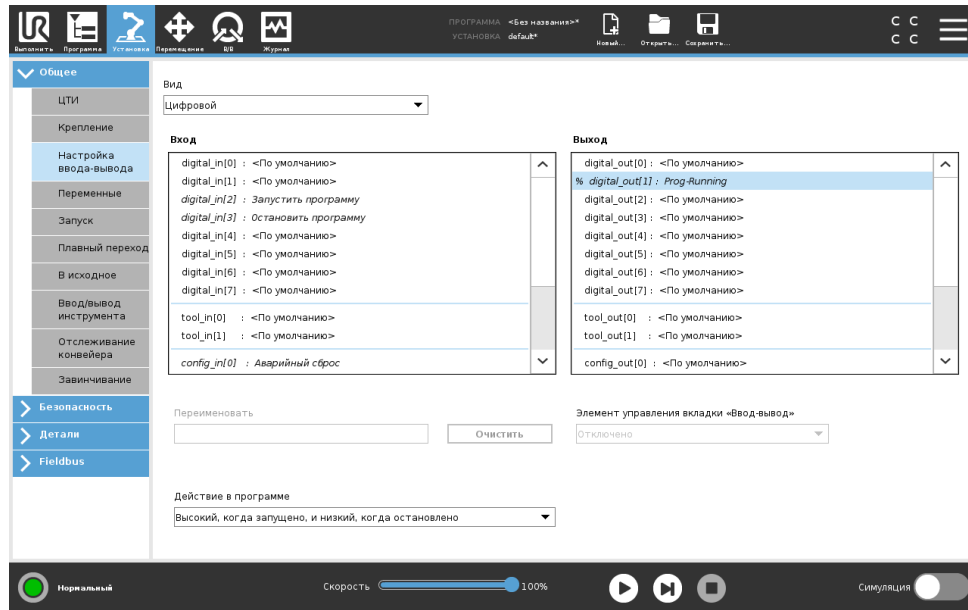 UR
ПРОГРАММА <Без названия>*
УСТАНОВКА default*
Выполнить Программа Установка Перемещение В/В Журнал
Новый... Открыть... Сохранить...
C C
C C
Общее
ЦТИ
Крепление
Настройка
ввода-вывода
Переменные
Запуск
Плавный переход
В исходное
Ввод/вывод
инструмента
Отслеживание
конвейера
Завинчивание
Безопасность
Детали
Fieldbus
Вид
Цифровой
Вход
digital_in[0] : <По умолчанию>
digital_in[1] : <По умолчанию>
digital_in[2] : Запустить программу
digital_in[3] : Остановить программу
digital_in[4] : <По умолчанию>
digital_in[5] : <По умолчанию>
digital_in[6] : <По умолчанию>
digital_in[7] : <По умолчанию>
tool_in[0] : <По умолчанию>
tool_in[1] : <По умолчанию>
config_in[0] : Аварийный сброс
Выход
digital_out[0] : <По умолчанию>
% digital_out[1] : Prog-Running
digital_out[2] : <По умолчанию>
digital_out[3] : <По умолчанию>
digital_out[4] : <По умолчанию>
digital_out[5] : <По умолчанию>
digital_out[6] : <По умолчанию>
digital_out[7] : <По умолчанию>
tool_out[0] : <По умолчанию>
tool_out[1] : <По умолчанию>
config_out[0] : <По умолчанию>
Переименовать
Очистить
Элемент управления вкладки «Ввод-вывод»
Отключено
Действие в программе
Высокий, когда запущено, и низкий, когда остановлено
Нормальный
Скорость 100%
Симуляция